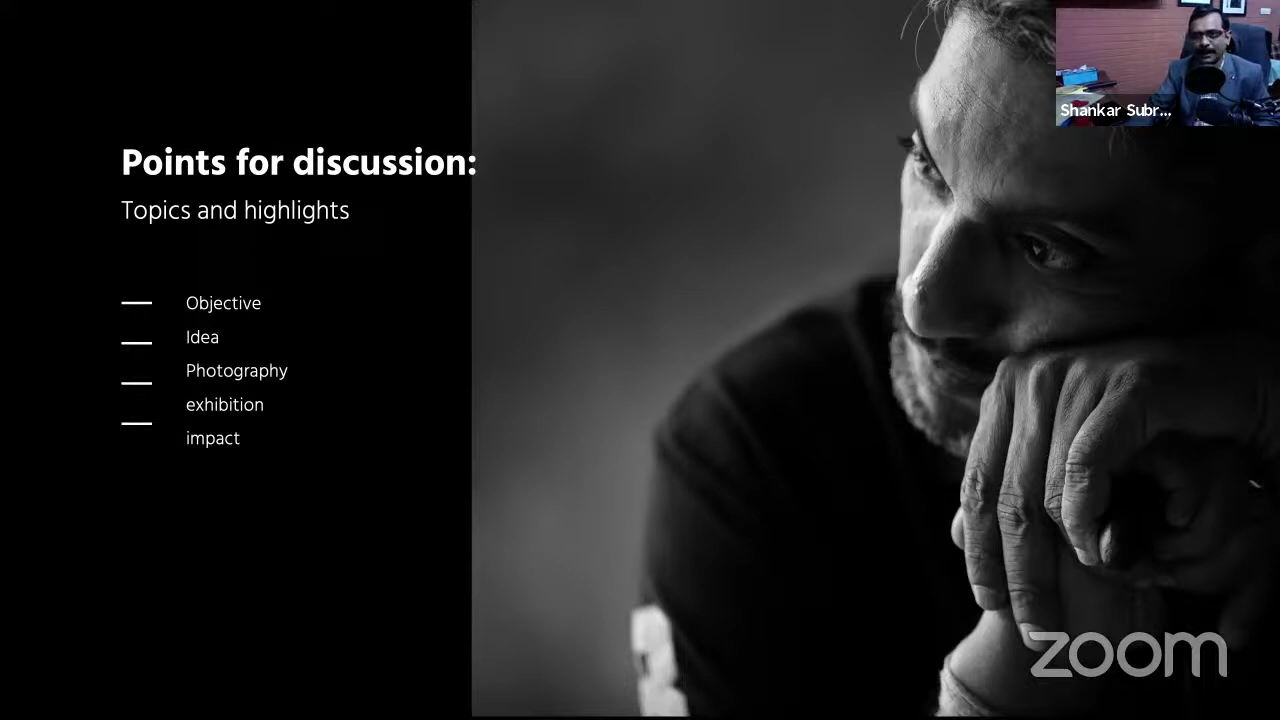 Shankar Subr...
Points for discussion:
Topics and highlights
Objective
Idea
Photography
exhibition
impact
zoom